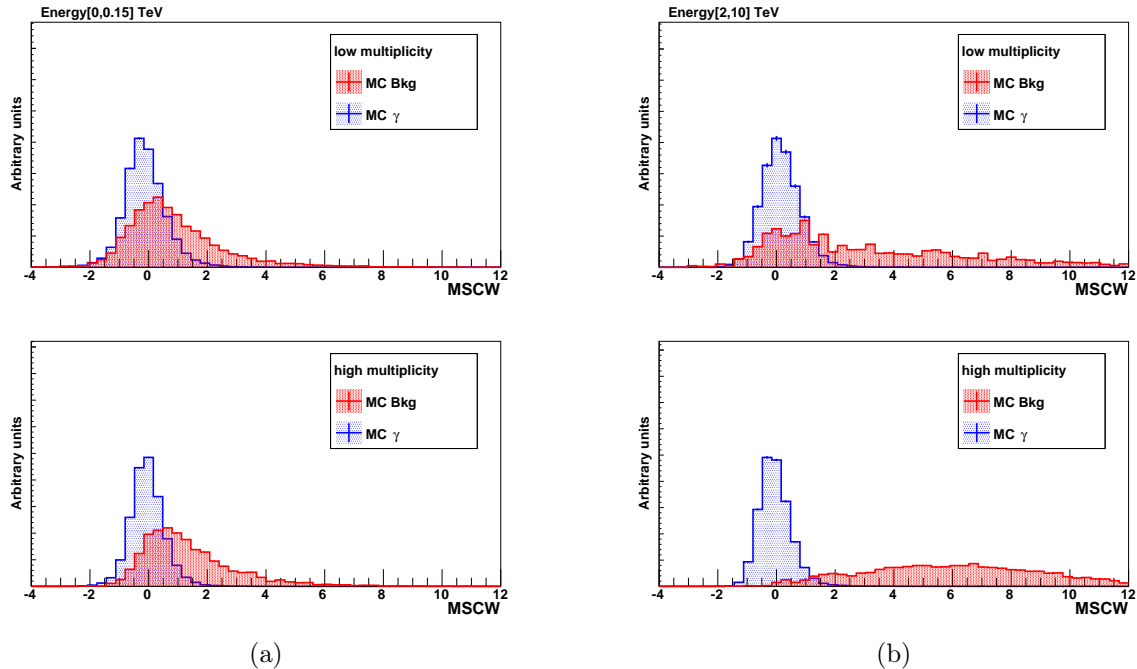 Energy[0,0.15] TeV
Arbitrary units
low multiplicity
MC Bkg
MC γ
-4 -2 0 2 4 6 8 10 12
MSCW
Energy[2,10] TeV
Arbitrary units
low multiplicity
MC Bkg
MC γ
-4 -2 0 2 4 6 8 10 12
MSCW
Arbitrary units
high multiplicity
MC Bkg
MC γ
-4 -2 0 2 4 6 8 10 12
MSCW
Arbitrary units
high multiplicity
MC Bkg
MC γ
-4 -2 0 2 4 6 8 10 12
MSCW
(a)
(b)